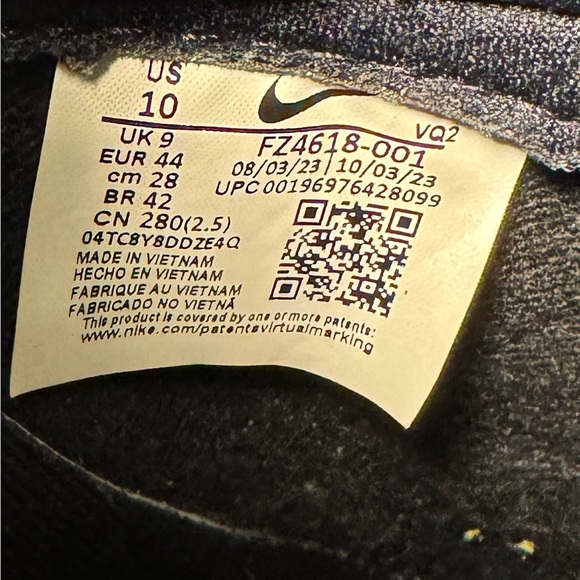 US
10
UK 9
EUR 44
cm 28
BR 42
CN 280(2.5)
04TC8Y8DDZE4Q
MADE IN VIETNAM
HECHO EN VIETNAM
FABRIQUE AU VIETNAM
FABRICADO NO VIETNÃ
This product is covered by one or more patents:
www.nike.com/patentsvirtualmarking
VQ2
FZ4618-001
08/03/23 | 10/03/23
UPC 00196976428099